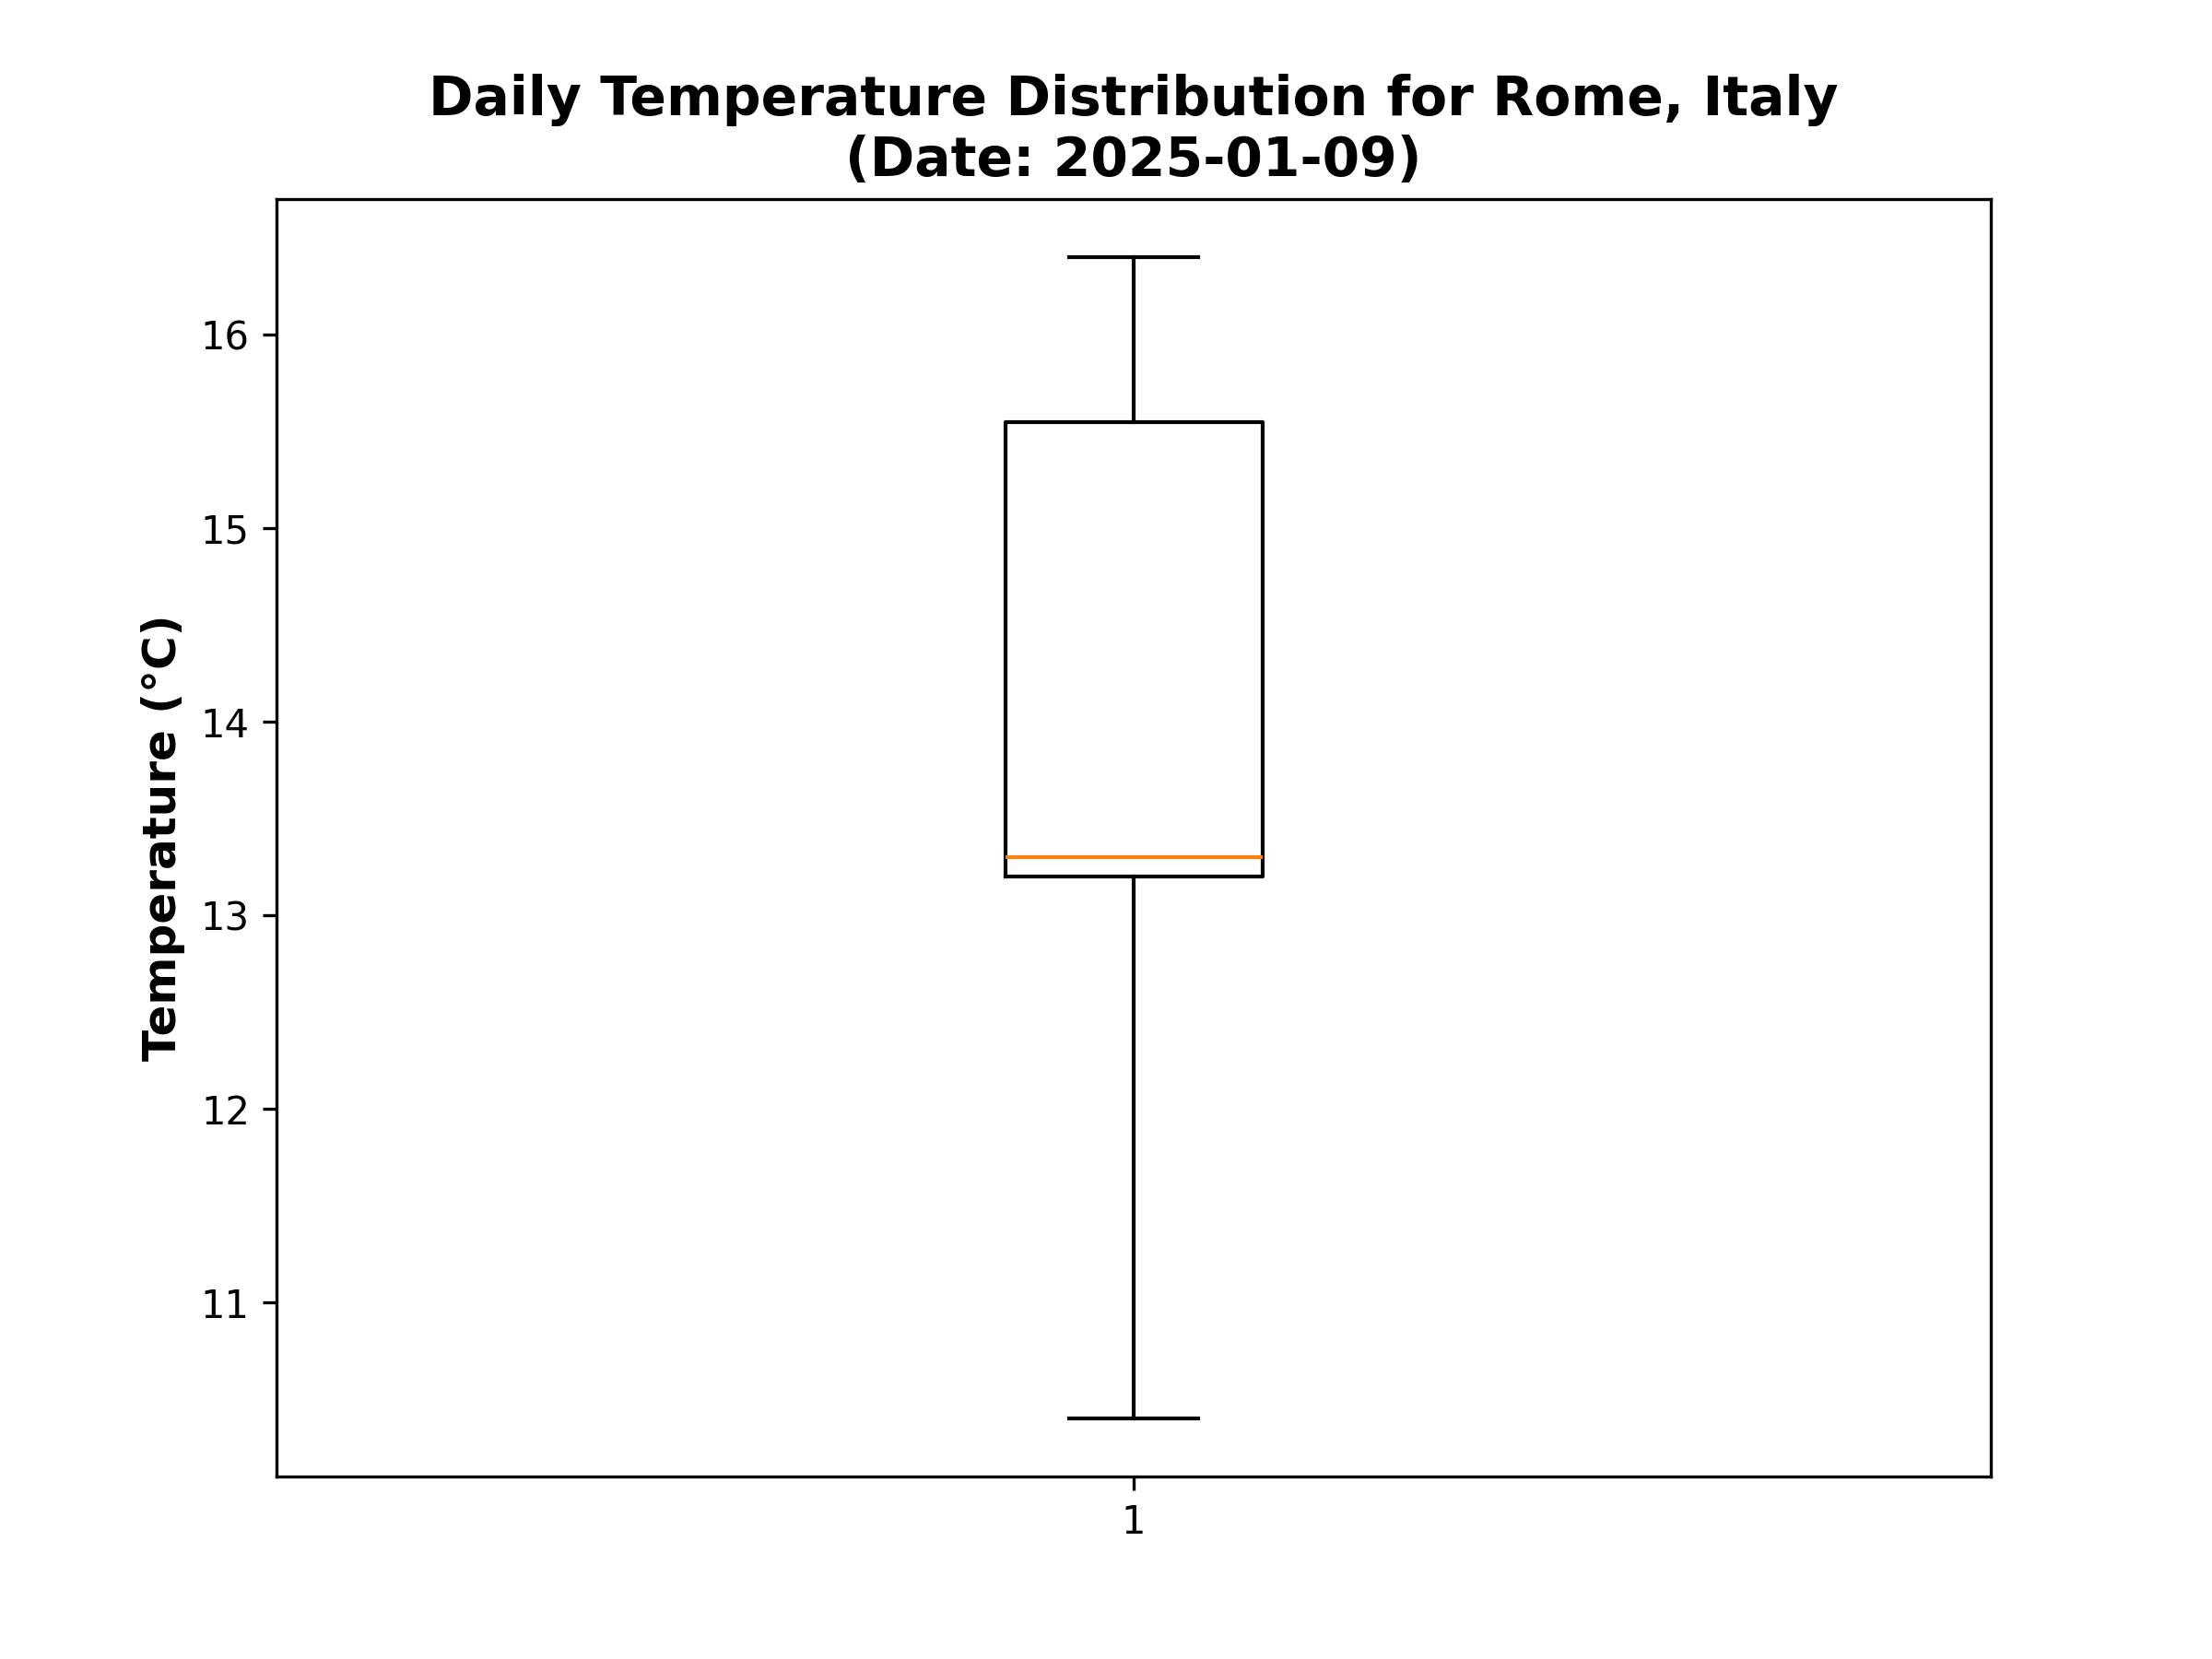 Daily Temperature Distribution for Rome, Italy
(Date: 2025-01-09)
Temperature (°C)
16
15
14
13
12
11
1